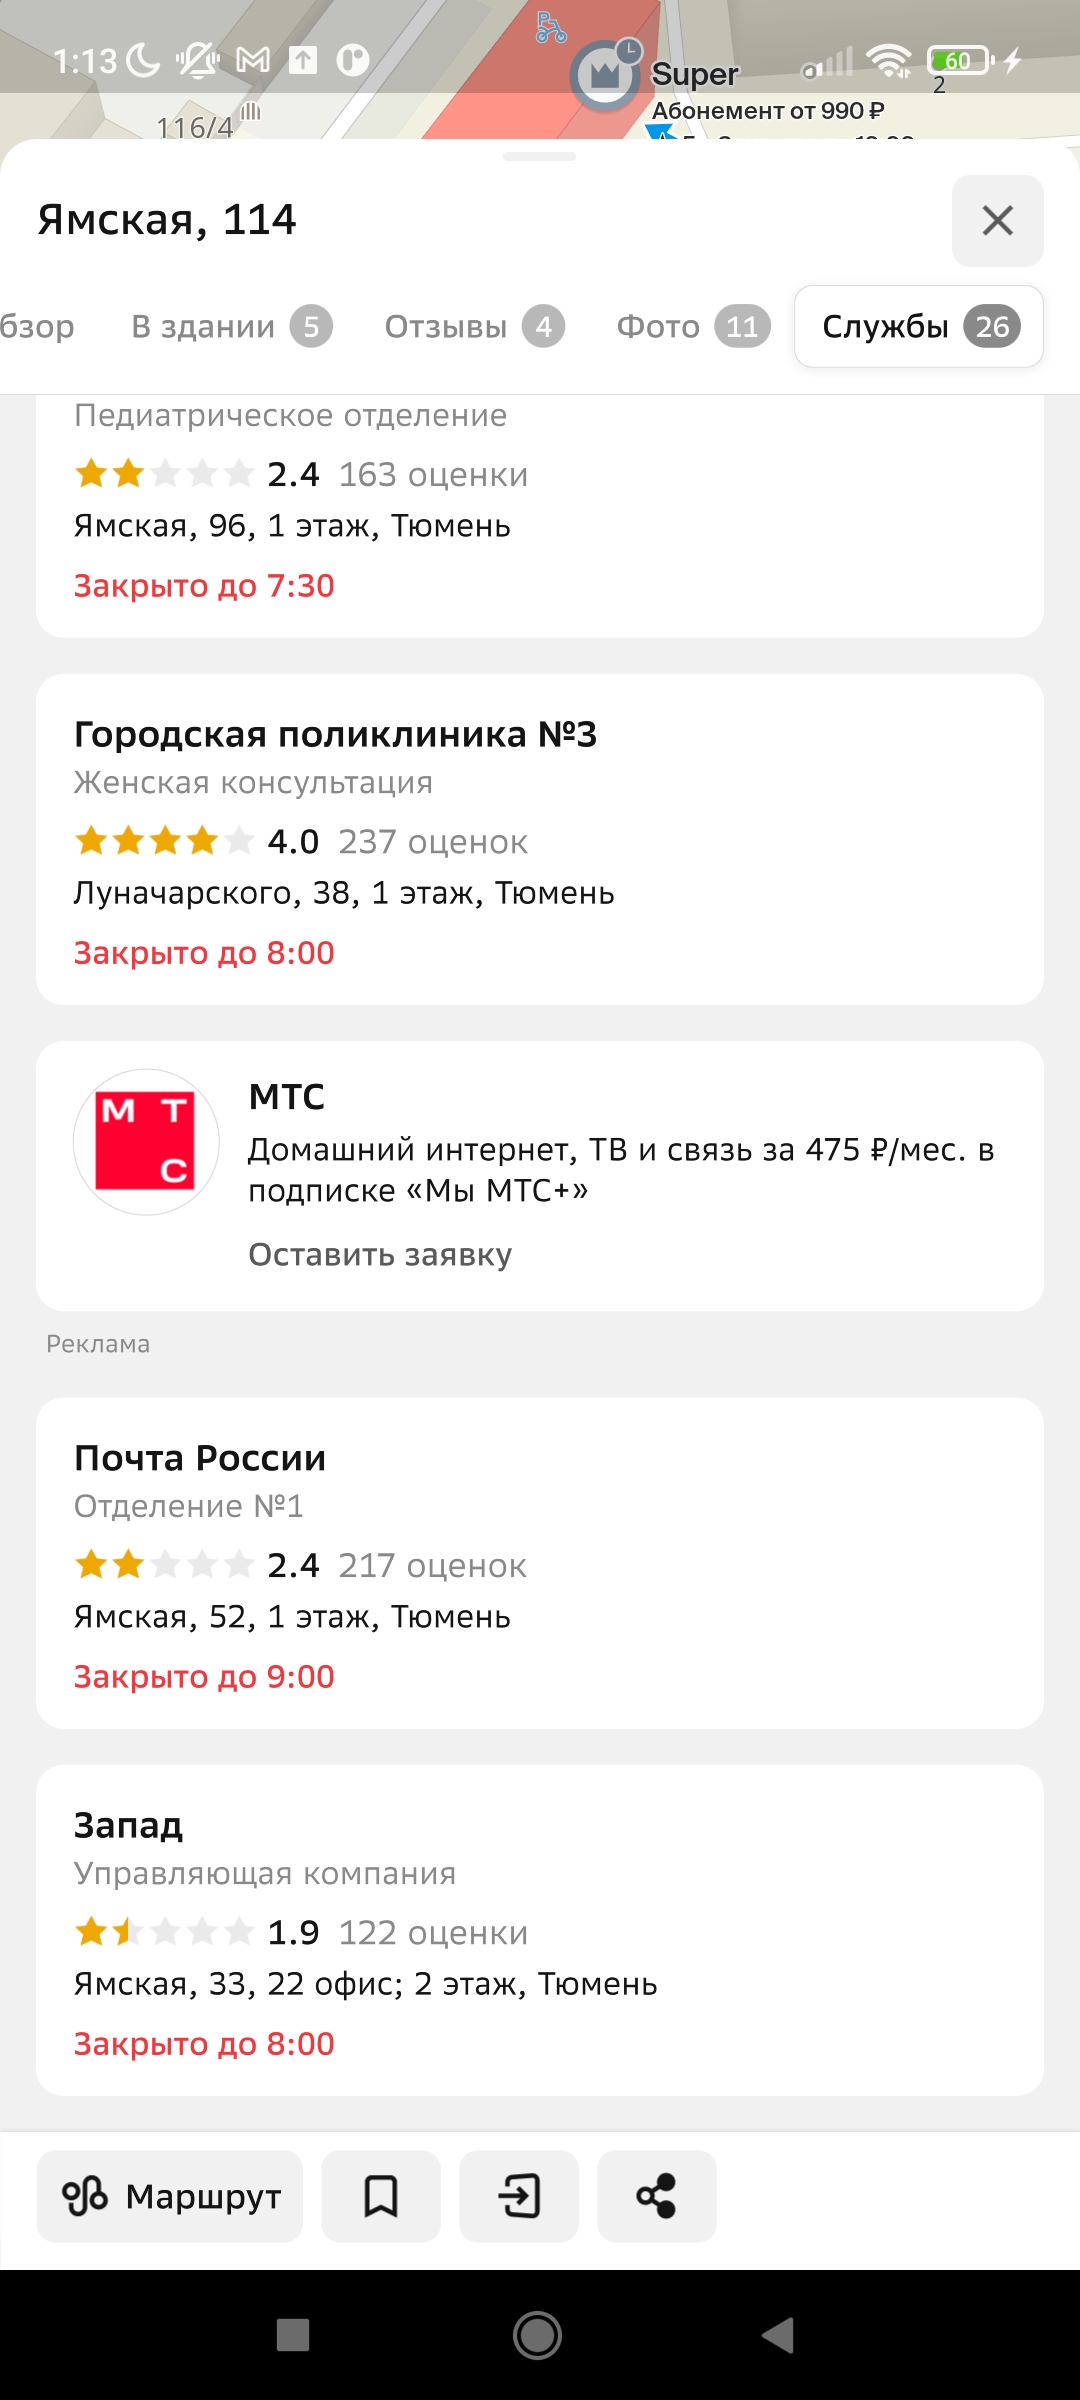 1:13
60
2
Super
Абонемент от 990 ₽
116/4
Ямская, 114
бзор
В здании 5
Отзывы 4
Фото 11
Службы 26
Педиатрическое отделение
2.4 163 оценки
Ямская, 96, 1 этаж, Тюмень
Закрыто до 7:30
Городская поликлиника №3
Женская консультация
4.0 237 оценок
Луначарского, 38, 1 этаж, Тюмень
Закрыто до 8:00
М Т
С
МТС
Домашний интернет, ТВ и связь за 475 ₽/мес. в
подписке «Мы МТС+»
Оставить заявку
Реклама
Почта России
Отделение №1
2.4 217 оценок
Ямская, 52, 1 этаж, Тюмень
Закрыто до 9:00
Запад
Управляющая компания
1.9 122 оценки
Ямская, 33, 22 офис; 2 этаж, Тюмень
Закрыто до 8:00
Маршрут